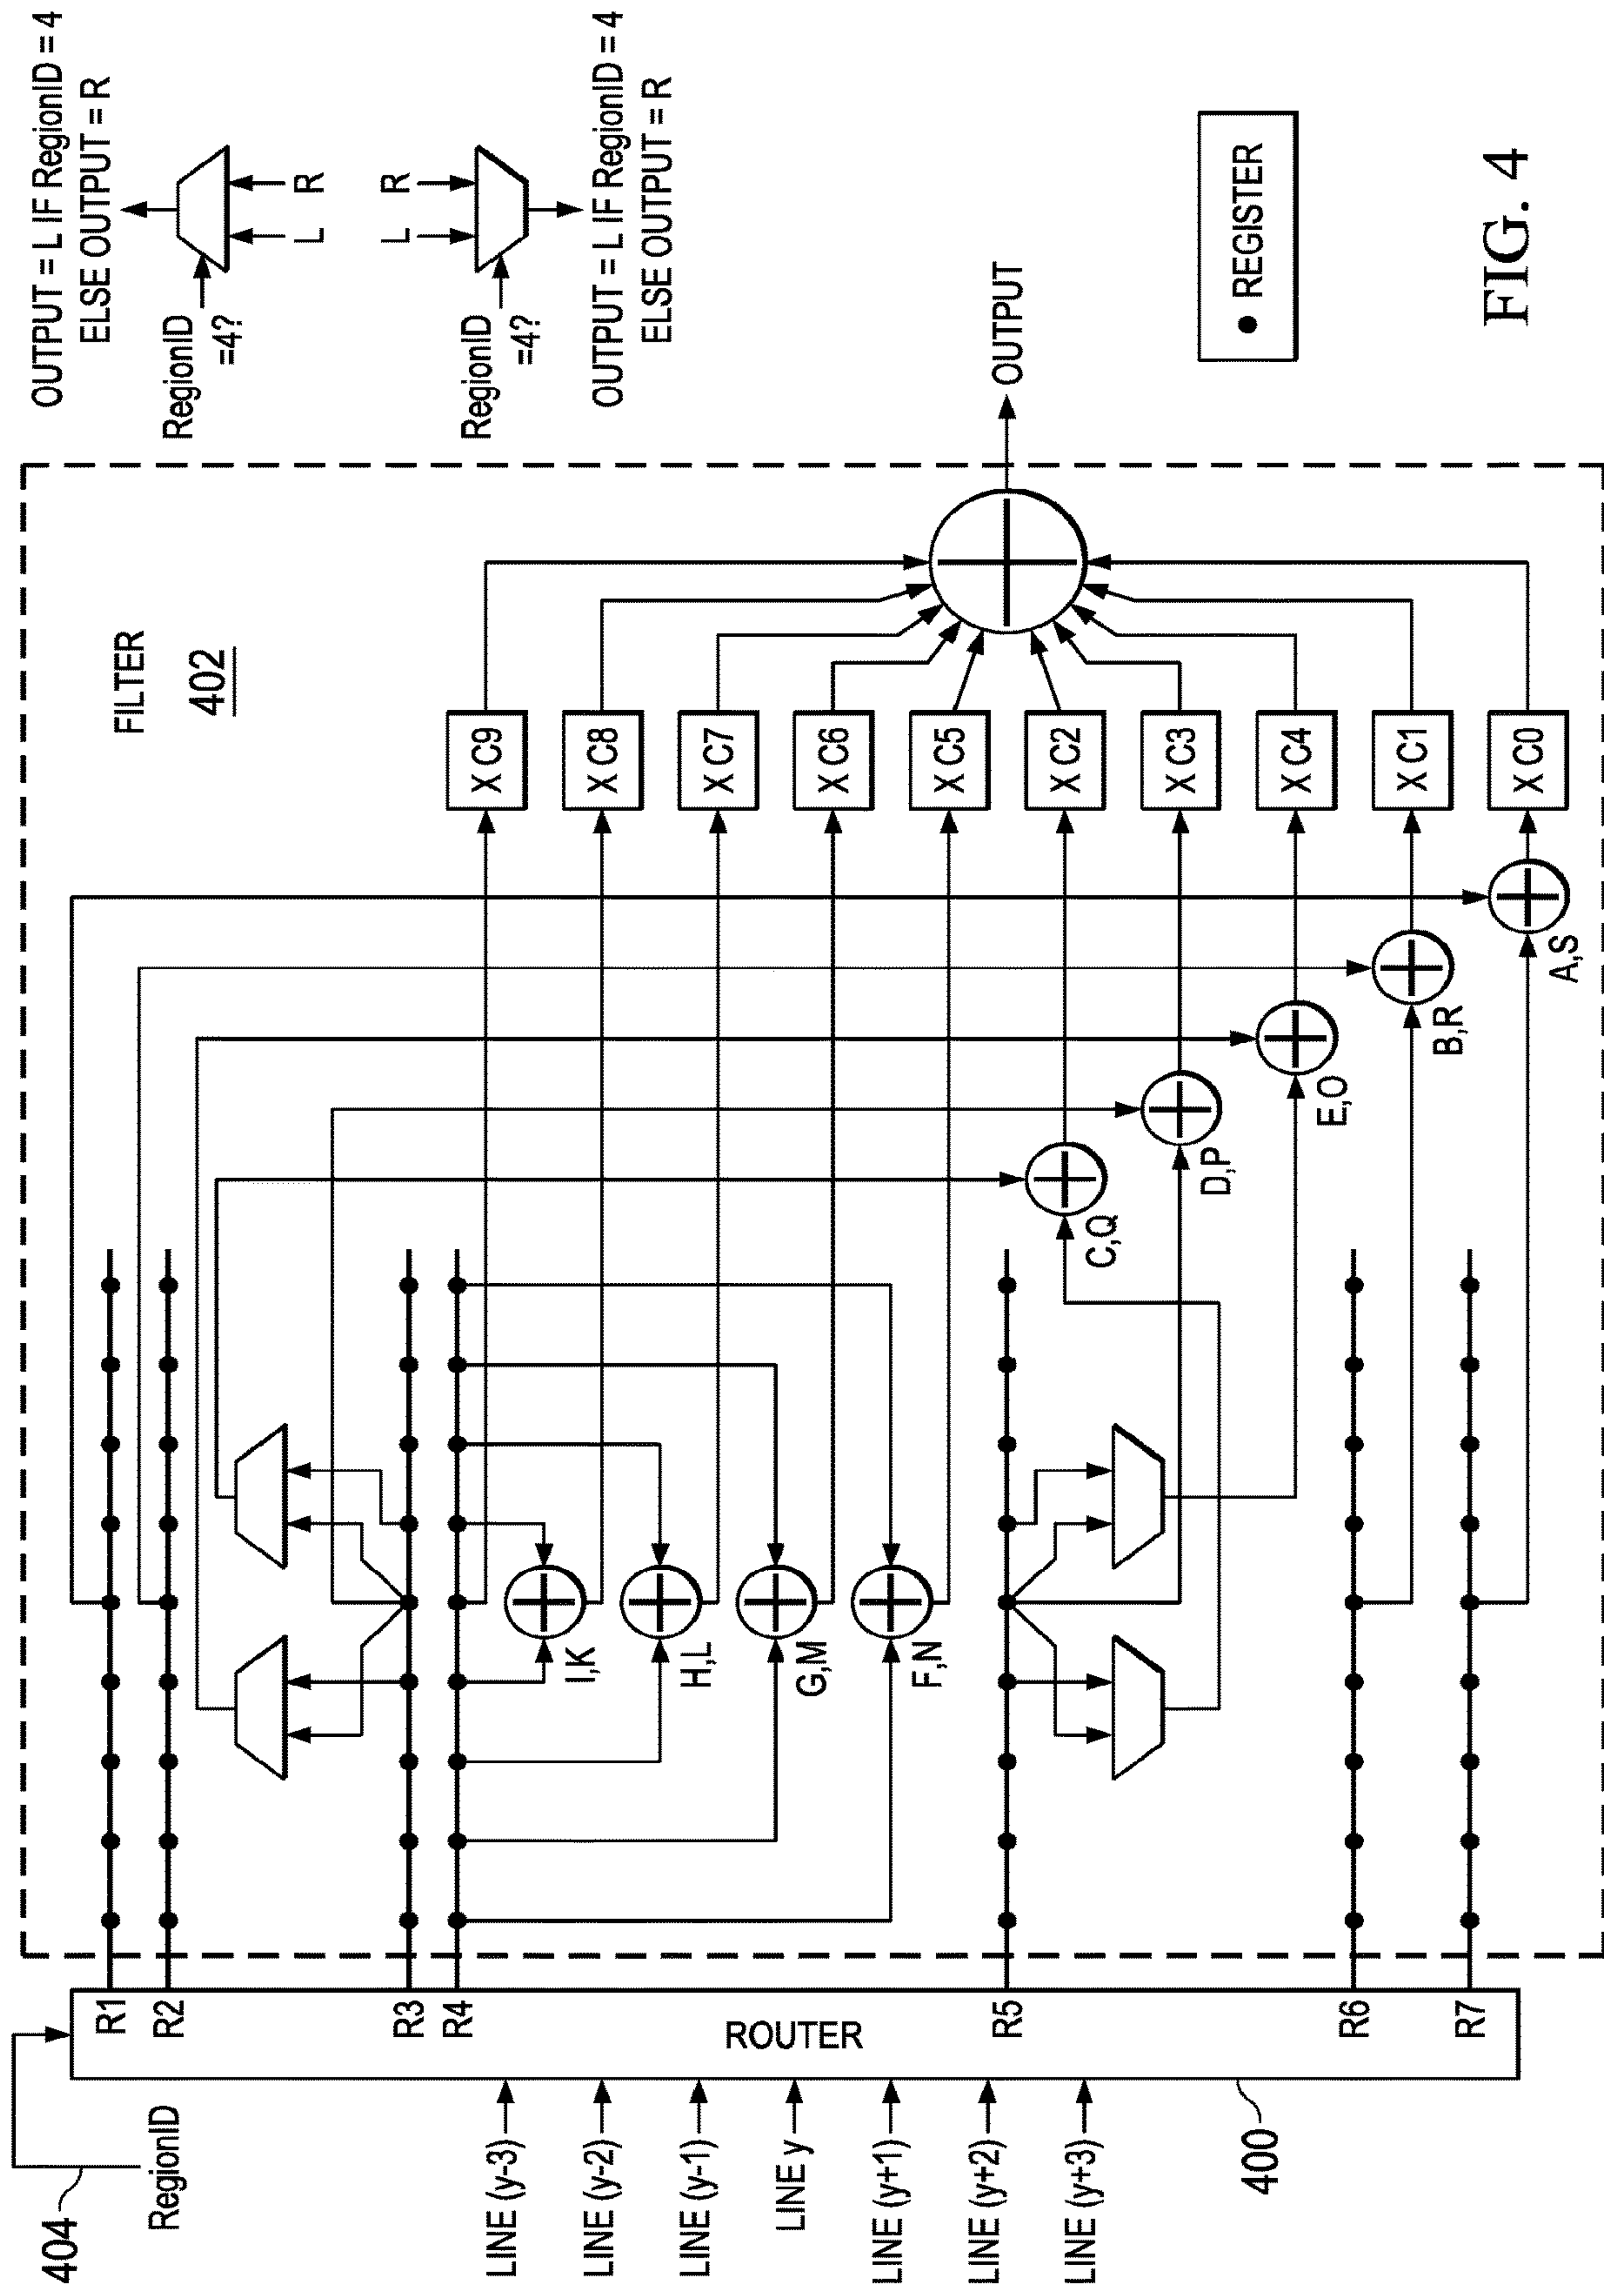 404
RegionID
LINE (y-3)
LINE (y-2)
LINE (y-1)
LINE y
LINE (y+1)
LINE (y+2)
LINE (y+3)
400
ROUTER
R1
R2
R3
R4
R5
R6
R7
FILTER
402
I,K
H,L
G,M
F,N
C,Q
D,P
E,O
B,R
A,S
X C9
X C8
X C7
X C6
X C5
X C2
X C3
X C4
X C1
X C0
OUTPUT
OUTPUT = L IF RegionID = 4
ELSE OUTPUT = R
RegionID
=4?
L R
L R
RegionID
=4?
OUTPUT = L IF RegionID = 4
ELSE OUTPUT = R
REGISTER
FIG. 4